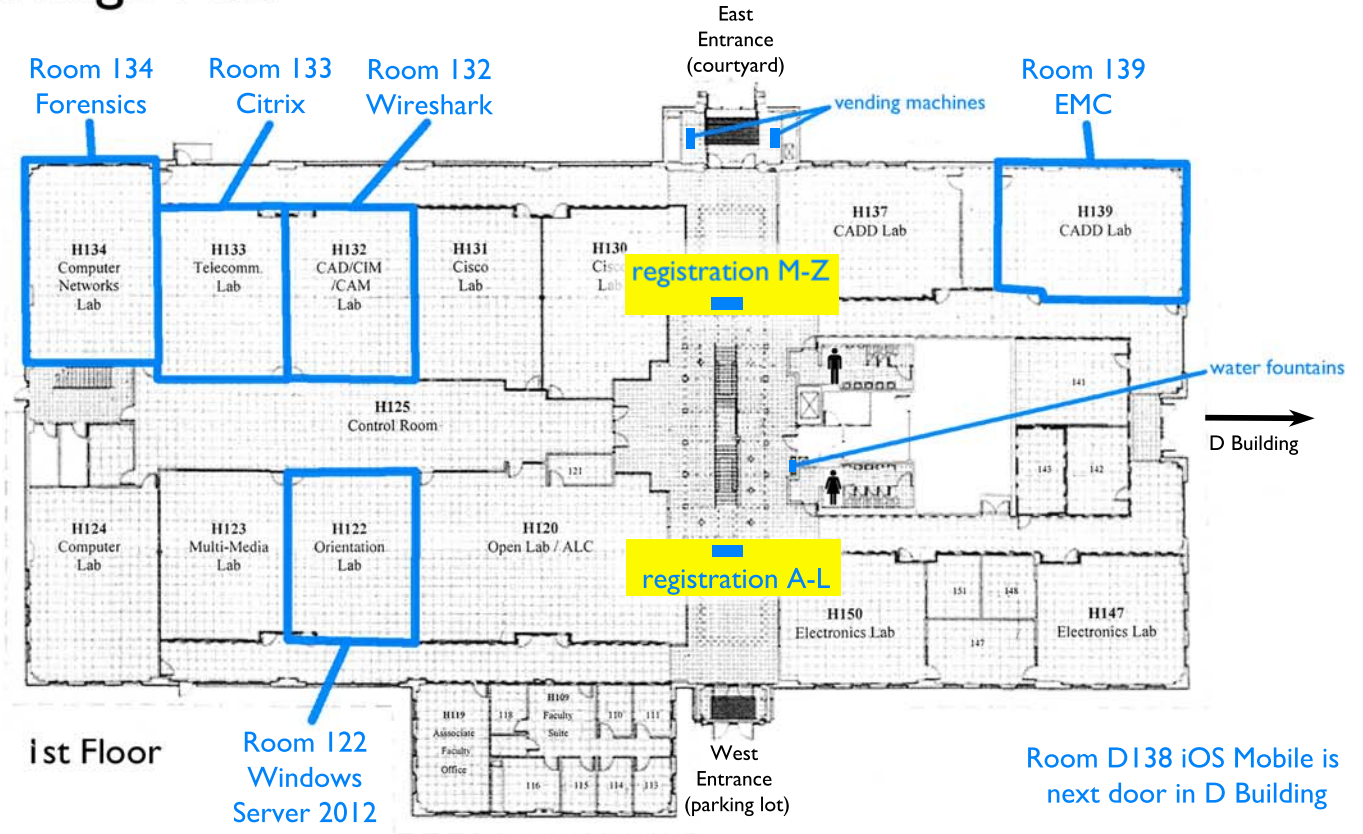 East
Entrance
(courtyard)
Room 134
Forensics
Room 133
Citrix
Room 132
Wireshark
vending machines
Room 139
EMC
H134
Computer
Networks
Lab
H133
Telecomm.
Lab
H132
CAD/CIM
/CAM
Lab
H131
Cisco
Lab
H130
Cisco
Lab
registration M-Z
H137
CADD Lab
H139
CADD Lab
water fountains
141
H125
Control Room
D Building
121
143
142
H124
Computer
Lab
H123
Multi-Media
Lab
H122
Orientation
Lab
H120
Open Lab / ALC
registration A-L
H150
Electronics Lab
151
148
147
H147
Electronics Lab
H119
Associate
Faculty
Office
118
H109
Faculty
Suite
110
111
116
115
114
113
1st Floor
Room 122
Windows
Server 2012
West
Entrance
(parking lot)
Room D138 iOS Mobile is
next door in D Building